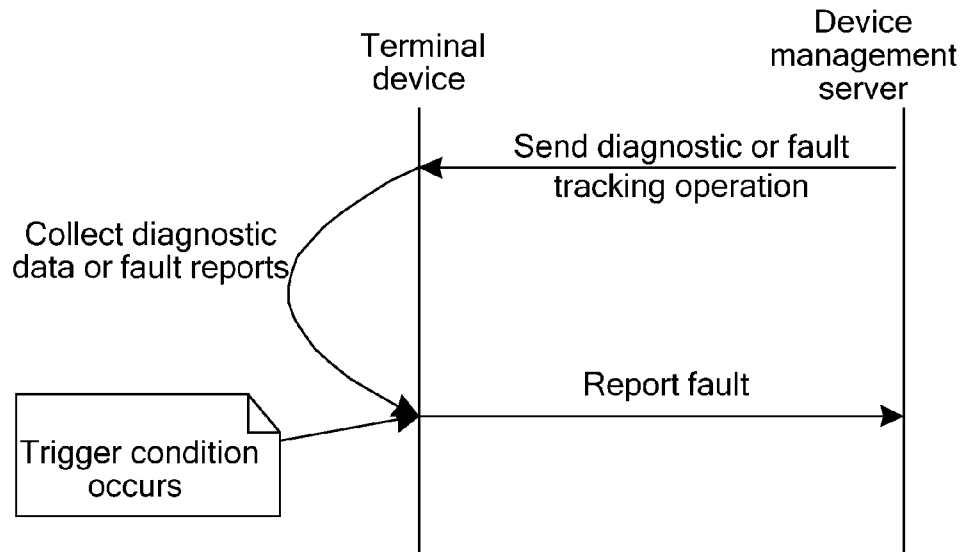 Terminal
device
Device
management
server
Send diagnostic or fault
tracking operation
Collect diagnostic
data or fault reports
Report fault
Trigger condition
occurs